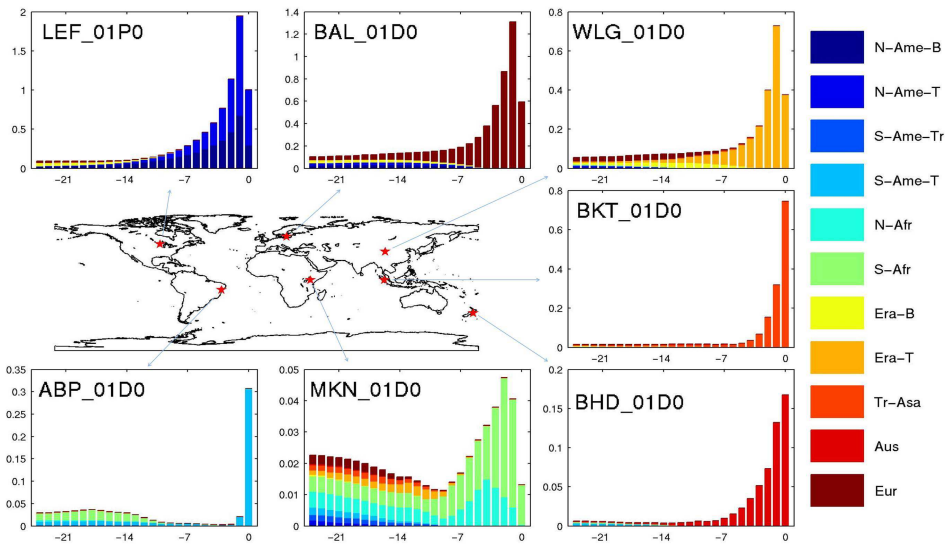 LEF_01P0
2
1.5
1
0.5
0
−21 −14 −7 0
BAL_01D0
1.4
1.2
1.0
0.8
0.6
0.4
0.2
0
−21 −14 −7 0
WLG_01D0
0.8
0.6
0.4
0.2
0
−21 −14 −7 0
BKT_01D0
0.8
0.6
0.4
0.2
0
−21 −14 −7 0
ABP_01D0
0.35
0.3
0.25
0.2
0.15
0.1
0.05
0
−21 −14 −7 0
MKN_01D0
0.05
0.04
0.03
0.02
0.01
0
−21 −14 −7 0
BHD_01D0
0.2
0.15
0.1
0.05
0
−21 −14 −7 0
N−Ame−B
N−Ame−T
S−Ame−Tr
S−Ame−T
N−Afr
S−Afr
Era−B
Era−T
Tr−Asa
Aus
Eur